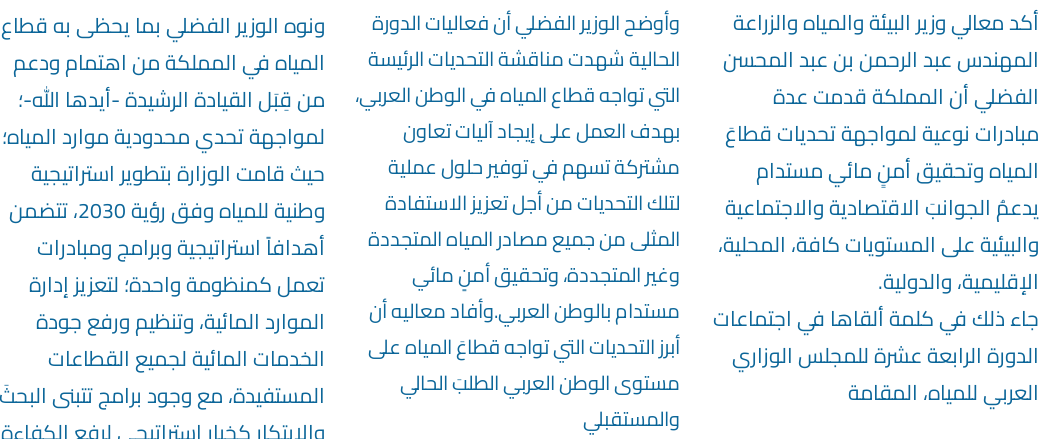 أكد معالي وزير البيئة والمياه والزراعة
المهندس عبد الرحمن بن عبد المحسن
الفضلي أن المملكة قدمت عدة
مبادرات نوعية لمواجهة تحديات قطاعَ
المياه وتحقيق أمنٍ مائي مستدام
يدعمُ الجوانبَ الاقتصادية والاجتماعية
والبيئية على المستويات كافة، المحلية،
الإقليمية، والدولية.
جاء ذلك في كلمة ألقاها في اجتماعات
الدورة الرابعة عشرة للمجلس الوزاري
العربي للمياه، المقامة
وأوضح الوزير الفضلي أن فعاليات الدورة
الحالية شهدت مناقشة التحديات الرئيسة
التي تواجه قطاع المياه في الوطن العربي،
بهدف العمل على إيجاد آليات تعاون
مشتركة تسهم في توفير حلول عملية
لتلك التحديات من أجل تعزيز الاستفادة
المثلى من جميع مصادر المياه المتجددة
وغير المتجددة، وتحقيق أمنٍ مائي
مستدام بالوطن العربي.وأفاد معاليه أن
أبرز التحديات التي تواجه قطاعَ المياه على
مستوى الوطن العربي الطلبَ الحالي
والمستقبلي
ونوه الوزير الفضلي بما يحظى به قطاع
المياه في المملكة من اهتمام ودعم
من قِبَل القيادة الرشيدة -أيدها الله-؛
لمواجهة تحدي محدودية موارد المياه؛
حيث قامت الوزارة بتطوير استراتيجية
وطنية للمياه وفق رؤية 2030، تتضمن
أهدافاً استراتيجية وبرامج ومبادرات
تعمل كمنظومة واحدة؛ لتعزيز إدارة
الموارد المائية، وتنظيم ورفع جودة
الخدمات المائية لجميع القطاعات
المستفيدة، مع وجود برامج تتبنى البحثَ
والابتكار كخيار استراتيجي لرفع الكفاءة